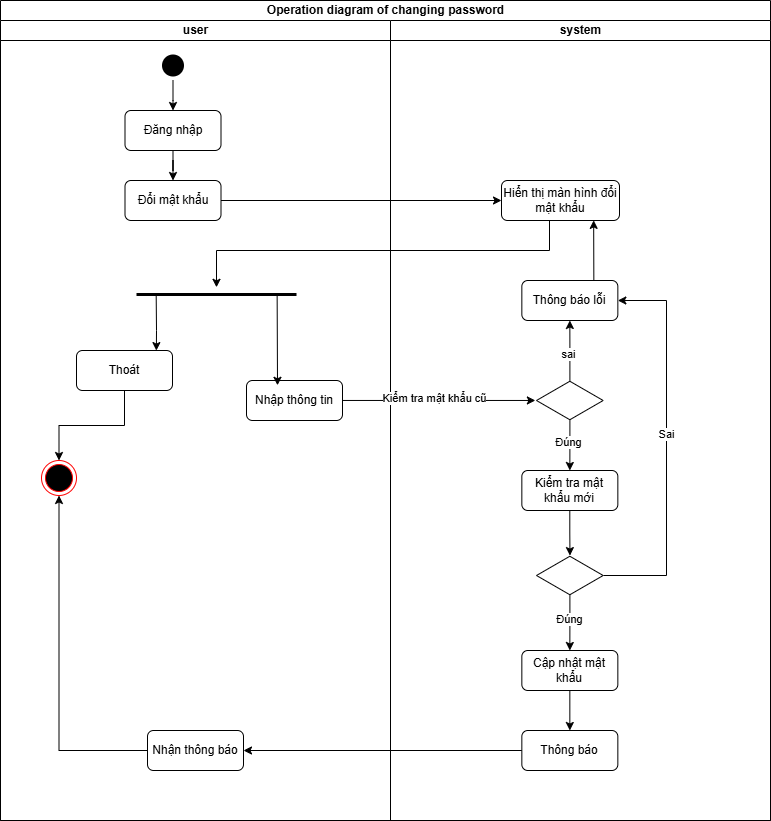 Operation diagram of changing password
user
system
Đăng nhập
Đổi mật khẩu
Hiển thị màn hình đổi
mật khẩu
Thông báo lỗi
Thoát
sai
Nhập thông tin
Kiểm tra mật khẩu cũ
Đúng
Sai
Kiểm tra mật
khẩu mới
Đúng
Cập nhật mật
khẩu
Nhận thông báo
Thông báo